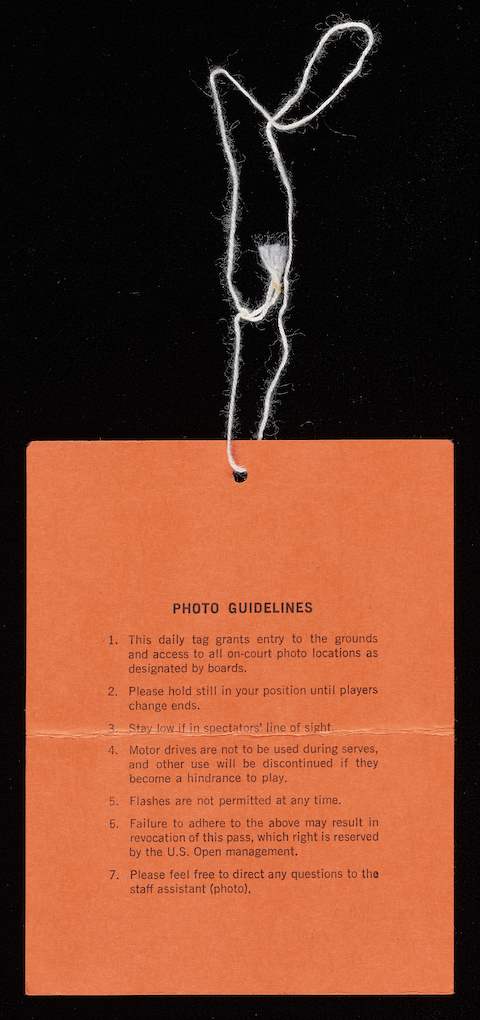 PHOTO GUIDELINES
1. This daily tag grants entry to the grounds
and access to all on-court photo locations as
designated by boards.
2. Please hold still in your position until players
change ends.
3. Stay low if in spectators' line of sight.
4. Motor drives are not to be used during serves,
and other use will be discontinued if they
become a hindrance to play.
5. Flashes are not permitted at any time.
6. Failure to adhere to the above may result in
revocation of this pass, which right is reserved
by the U.S. Open management.
7. Please feel free to direct any questions to the
staff assistant (photo).